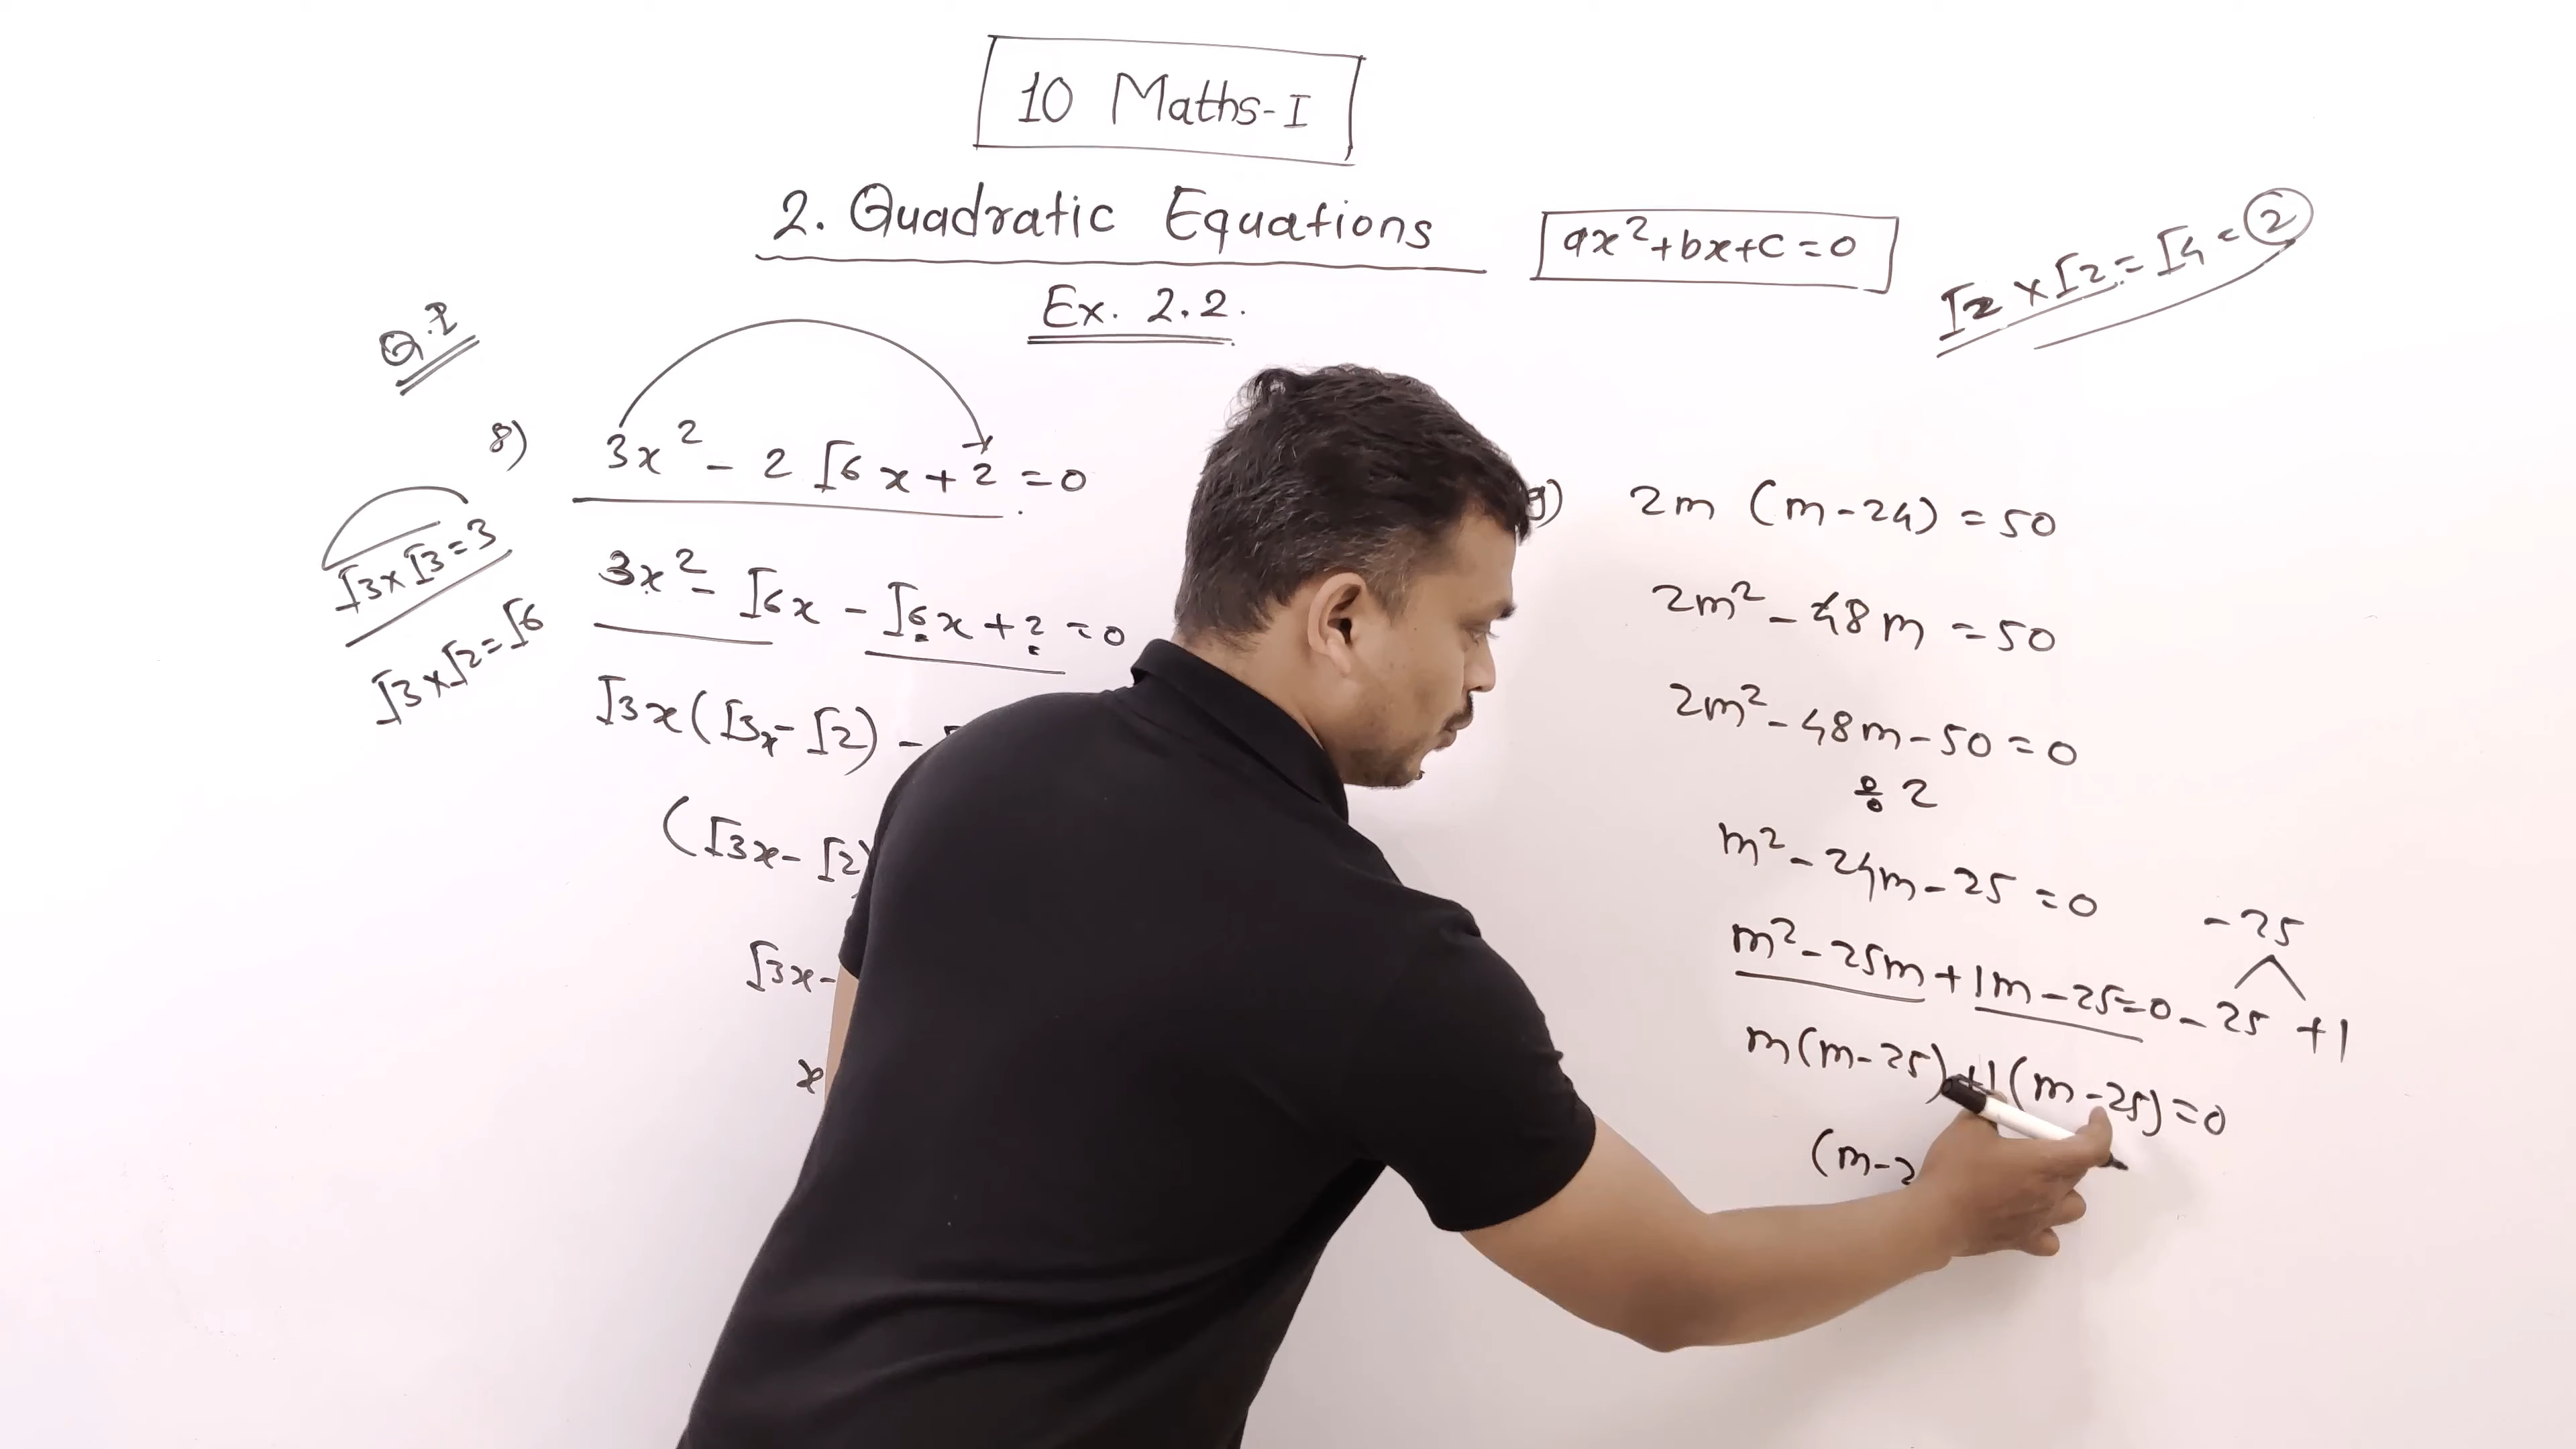 10 Maths-I
2. Quadratic Equations
ax²+bx+c=0
√2 × √2 = √4 = 2
Ex. 2.2.
Q.1
8) 3x² - 2√6x + 2 = 0
√3 × √3 = 3
√3 × √2 = √6
3x² - √6x - √6x + 2 = 0
√3x(√3x - √2) -
(√3x - √2)
√3x -
x
9) 2m (m-24) = 50
2m² - 48m = 50
2m² - 48m - 50 = 0
÷ 2
m² - 24m - 25 = 0
-25
-25 +1
m² - 25m + 1m - 25 = 0
m(m-25) +1(m-25) = 0
(m-2